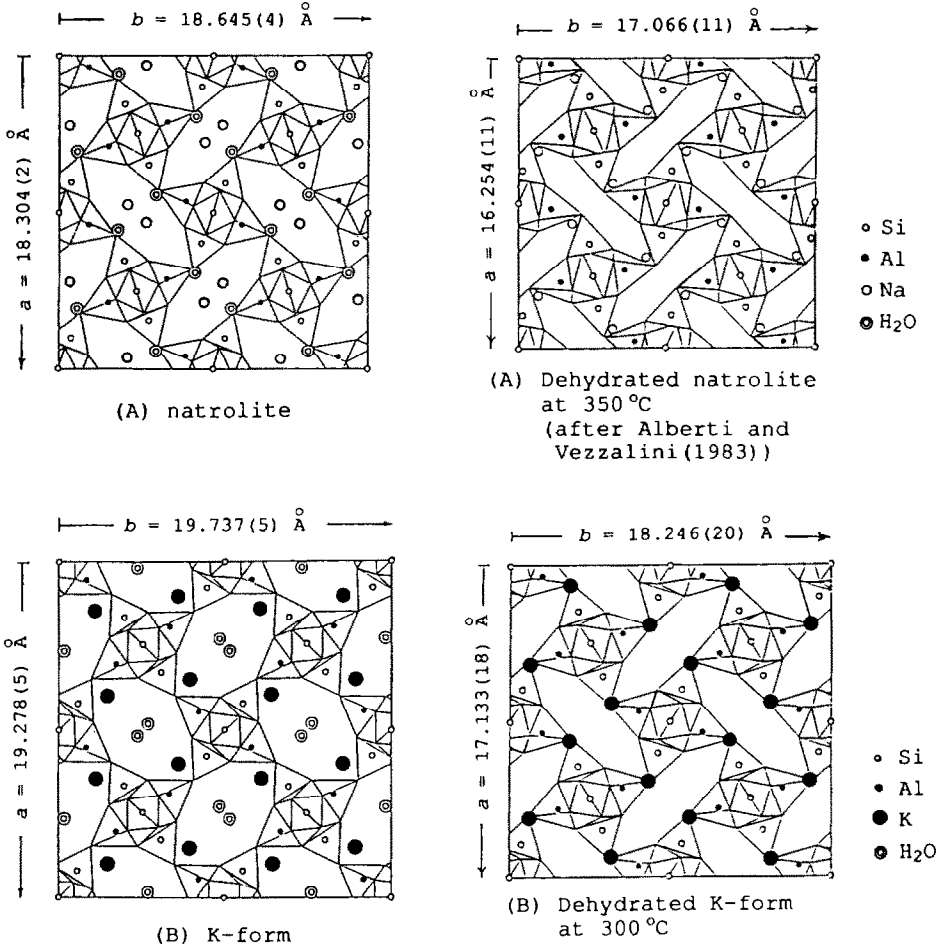 b = 18.645(4) Å
a = 18.304(2) Å
(A) natrolite
b = 17.066(11) Å
a = 16.254(11) Å
(A) Dehydrated natrolite
at 350°C
(after Alberti and
Vezzalini(1983))
Si
Al
Na
H₂O
b = 19.737(5) Å
a = 19.278(5) Å
(B) K-form
b = 18.246(20) Å
a = 17.133(18) Å
(B) Dehydrated K-form
at 300°C
Si
Al
K
H₂O